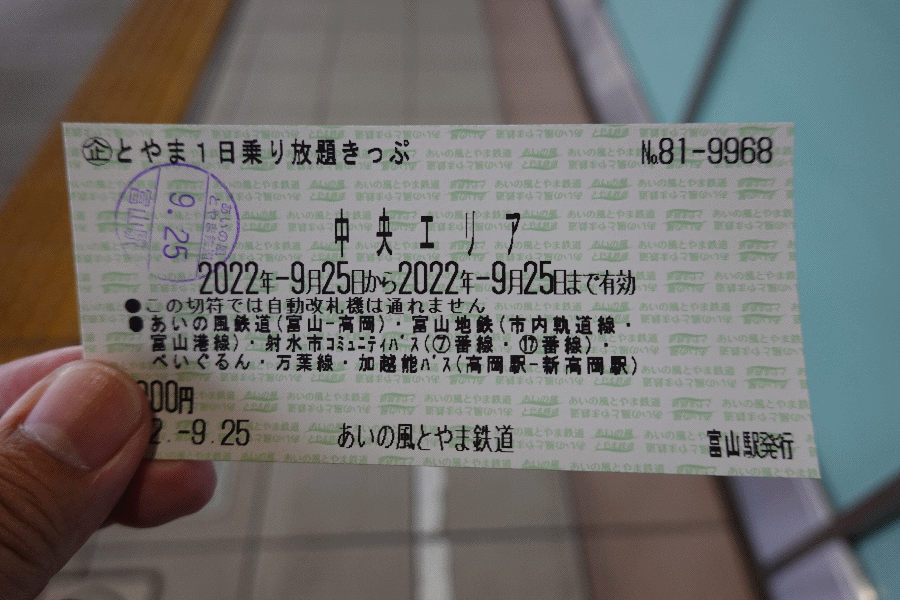 ㊭とやま1日乗り放題きっぷ
№81-9968
9.25
富山駅
中央エリア
2022年-9月25日から2022年-9月25日まで有効
●この切符では自動改札機は通れません
●あいの風鉄道(富山-高岡)・富山地鉄(市内軌道線・
富山港線)・射水市コミュニティバス(⑦番線・⑰番線)・
べいぐるん・万葉線・加越能バス(高岡駅-新高岡駅)
00円
2.-9.25
あいの風とやま鉄道
富山駅発行